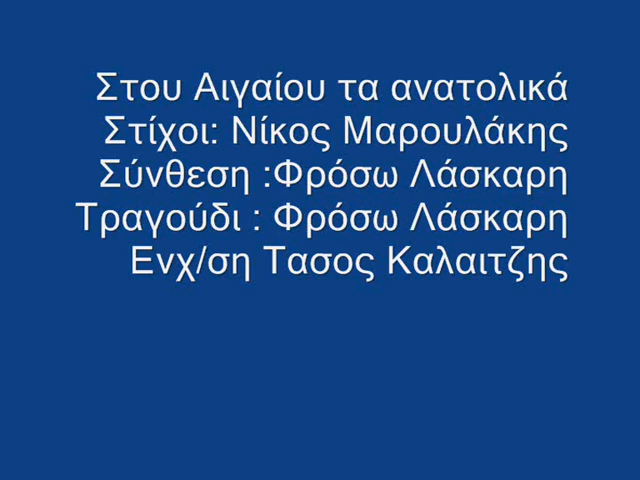 Στου Αιγαίου τα ανατολικά
Στίχοι: Νίκος Μαρουλάκης
Σύνθεση :Φρόσω Λάσκαρη
Τραγούδι : Φρόσω Λάσκαρη
Ενχ/ση Τασος Καλαιτζης